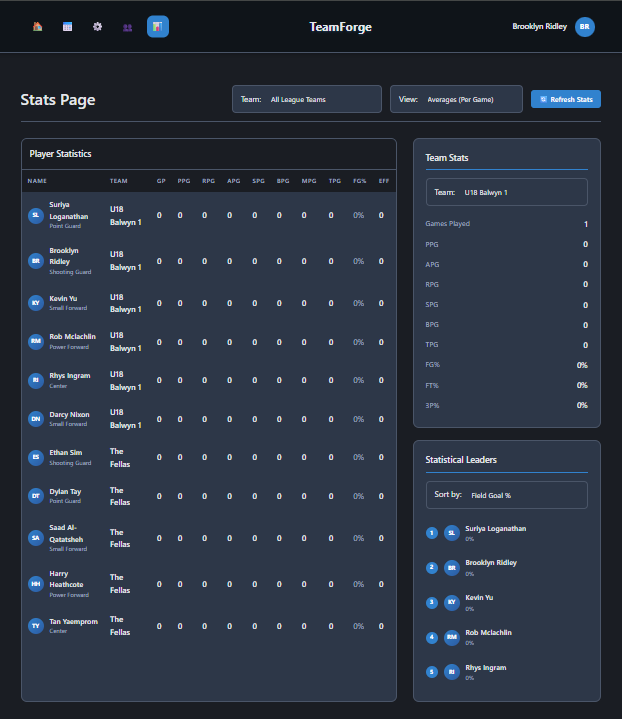 TeamForge
Brooklyn Ridley BR
Stats Page
Team: All League Teams
View: Averages (Per Game)
Refresh Stats
Player Statistics
NAME TEAM GP PPG RPG APG SPG BPG MPG TPG FG% EFF
SL Suriya Loganathan Point Guard U18 Balwyn 1 0 0 0 0 0 0 0 0 0% 0
BR Brooklyn Ridley Shooting Guard U18 Balwyn 1 0 0 0 0 0 0 0 0 0% 0
KY Kevin Yu Small Forward U18 Balwyn 1 0 0 0 0 0 0 0 0 0% 0
RM Rob Mclachlin Power Forward U18 Balwyn 1 0 0 0 0 0 0 0 0 0% 0
RI Rhys Ingram Center U18 Balwyn 1 0 0 0 0 0 0 0 0 0% 0
DN Darcy Nixon Small Forward U18 Balwyn 1 0 0 0 0 0 0 0 0 0% 0
ES Ethan Sim Shooting Guard The Fellas 0 0 0 0 0 0 0 0 0% 0
DT Dylan Tay Point Guard The Fellas 0 0 0 0 0 0 0 0 0% 0
SA Saad Al-Qatatsheh Small Forward The Fellas 0 0 0 0 0 0 0 0 0% 0
HH Harry Heathcote Power Forward The Fellas 0 0 0 0 0 0 0 0 0% 0
TY Tan Yaemprom Center The Fellas 0 0 0 0 0 0 0 0 0% 0
Team Stats
Team: U18 Balwyn 1
Games Played 1
PPG 0
APG 0
RPG 0
SPG 0
BPG 0
TPG 0
FG% 0%
FT% 0%
3P% 0%
Statistical Leaders
Sort by: Field Goal %
1 SL Suriya Loganathan
0%
2 BR Brooklyn Ridley
0%
3 KY Kevin Yu
0%
4 RM Rob Mclachlin
0%
5 RI Rhys Ingram
0%